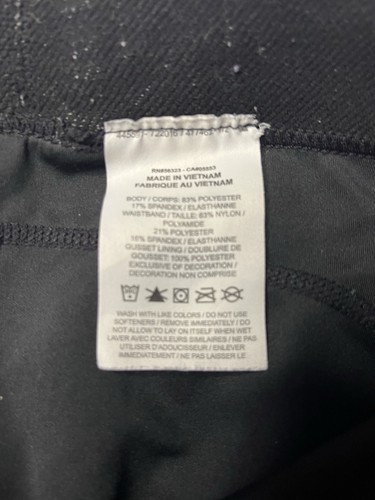 RN#56323 - CA#05553
MADE IN VIETNAM
FABRIQUE AU VIETNAM
BODY / CORPS: 83% POLYESTER
17% SPANDEX / ELASTHANNE
WAISTBAND / TAILLE: 63% NYLON /
POLYAMIDE
21% POLYESTER
16% SPANDEX / ELASTHANNE
GUSSET LINING / DOUBLURE DE
GOUSSET: 100% POLYESTER
EXCLUSIVE OF DECORATION /
DECORATION NON COMPRISE
WASH WITH LIKE COLORS / DO NOT USE
SOFTENERS / REMOVE IMMEDIATELY / DO
NOT ALLOW TO LAY ON ITSELF WHEN WET
LAVER AVEC COULEURS SIMILAIRES / NE PAS
UTILISER D'ADOUCISSEUR / ENLEVER
IMMEDIATEMENT / NE PAS LAISSER LE